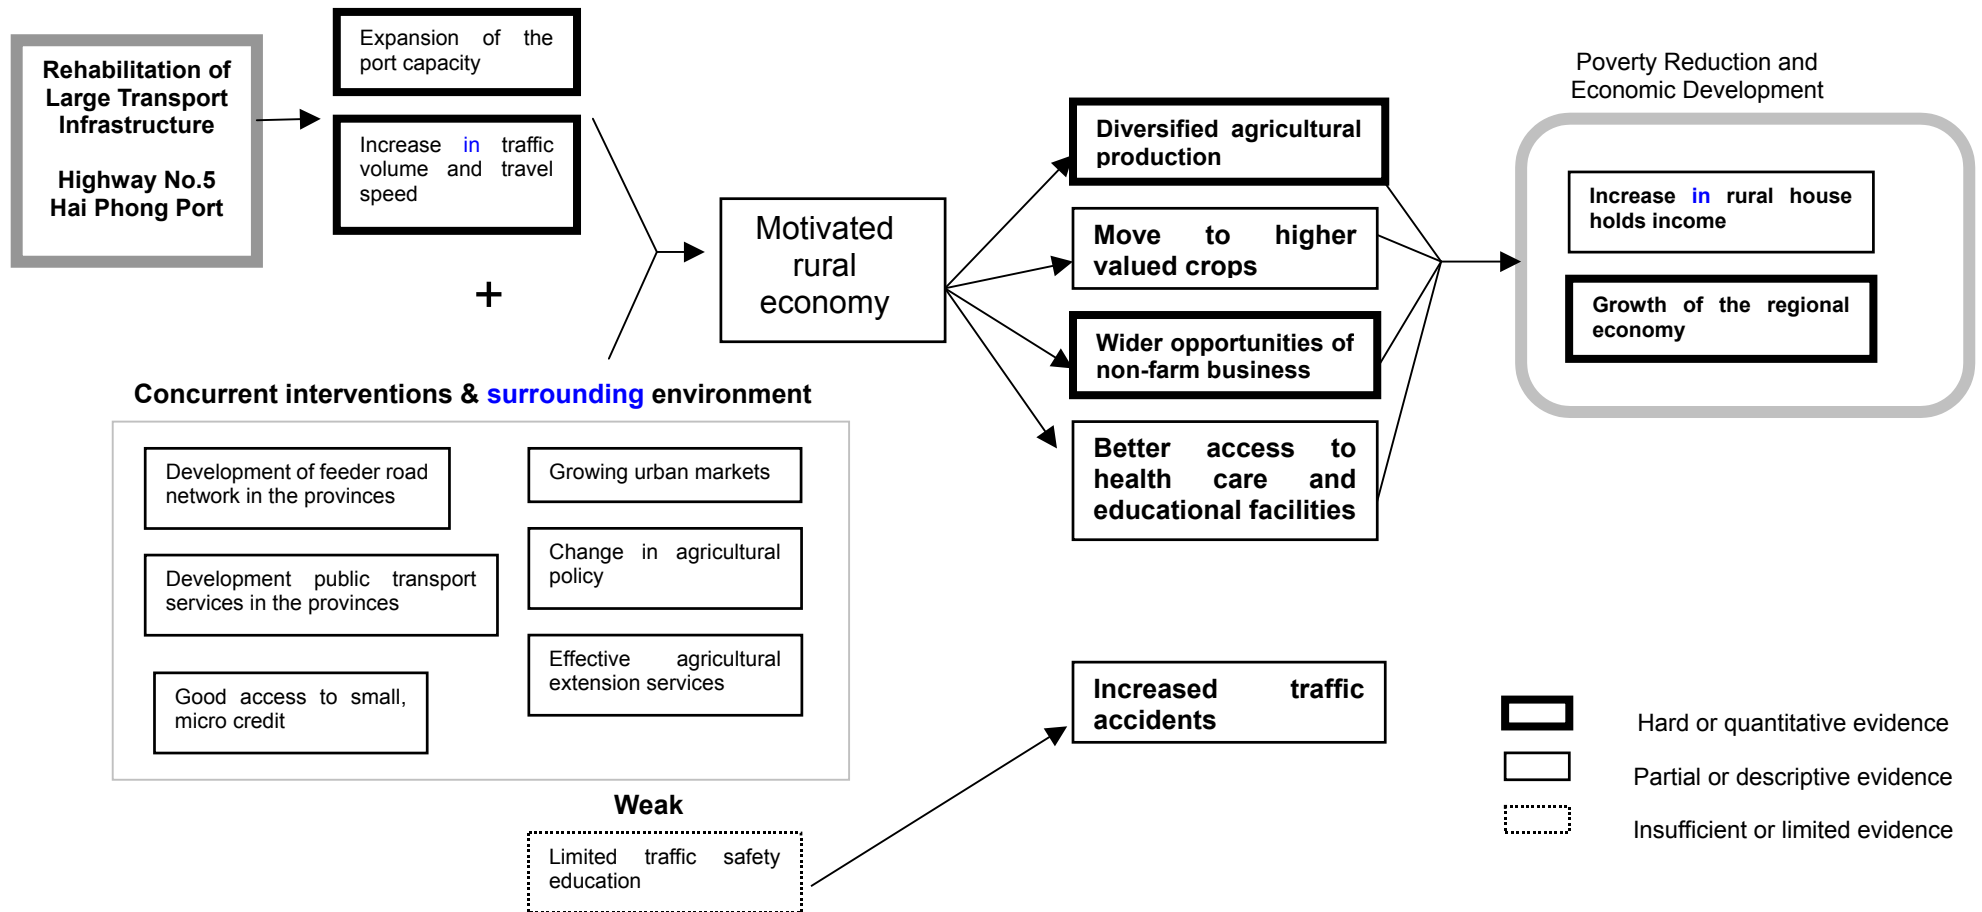 Rehabilitation of
Large Transport
Infrastructure
Highway No.5
Hai Phong Port
Expansion of the
port capacity
Increase in traffic
volume and travel
speed
+
Concurrent interventions & surrounding environment
Development of feeder road
network in the provinces
Development public transport
services in the provinces
Good access to small,
micro credit
Growing urban markets
Change in agricultural
policy
Effective agricultural
extension services
Weak
Limited traffic safety
education
Motivated
rural
economy
Diversified agricultural
production
Move to higher
valued crops
Wider opportunities of
non-farm business
Better access to
health care and
educational facilities
Increased traffic
accidents
Poverty Reduction and
Economic Development
Increase in rural house
holds income
Growth of the regional
economy
Hard or quantitative evidence
Partial or descriptive evidence
Insufficient or limited evidence